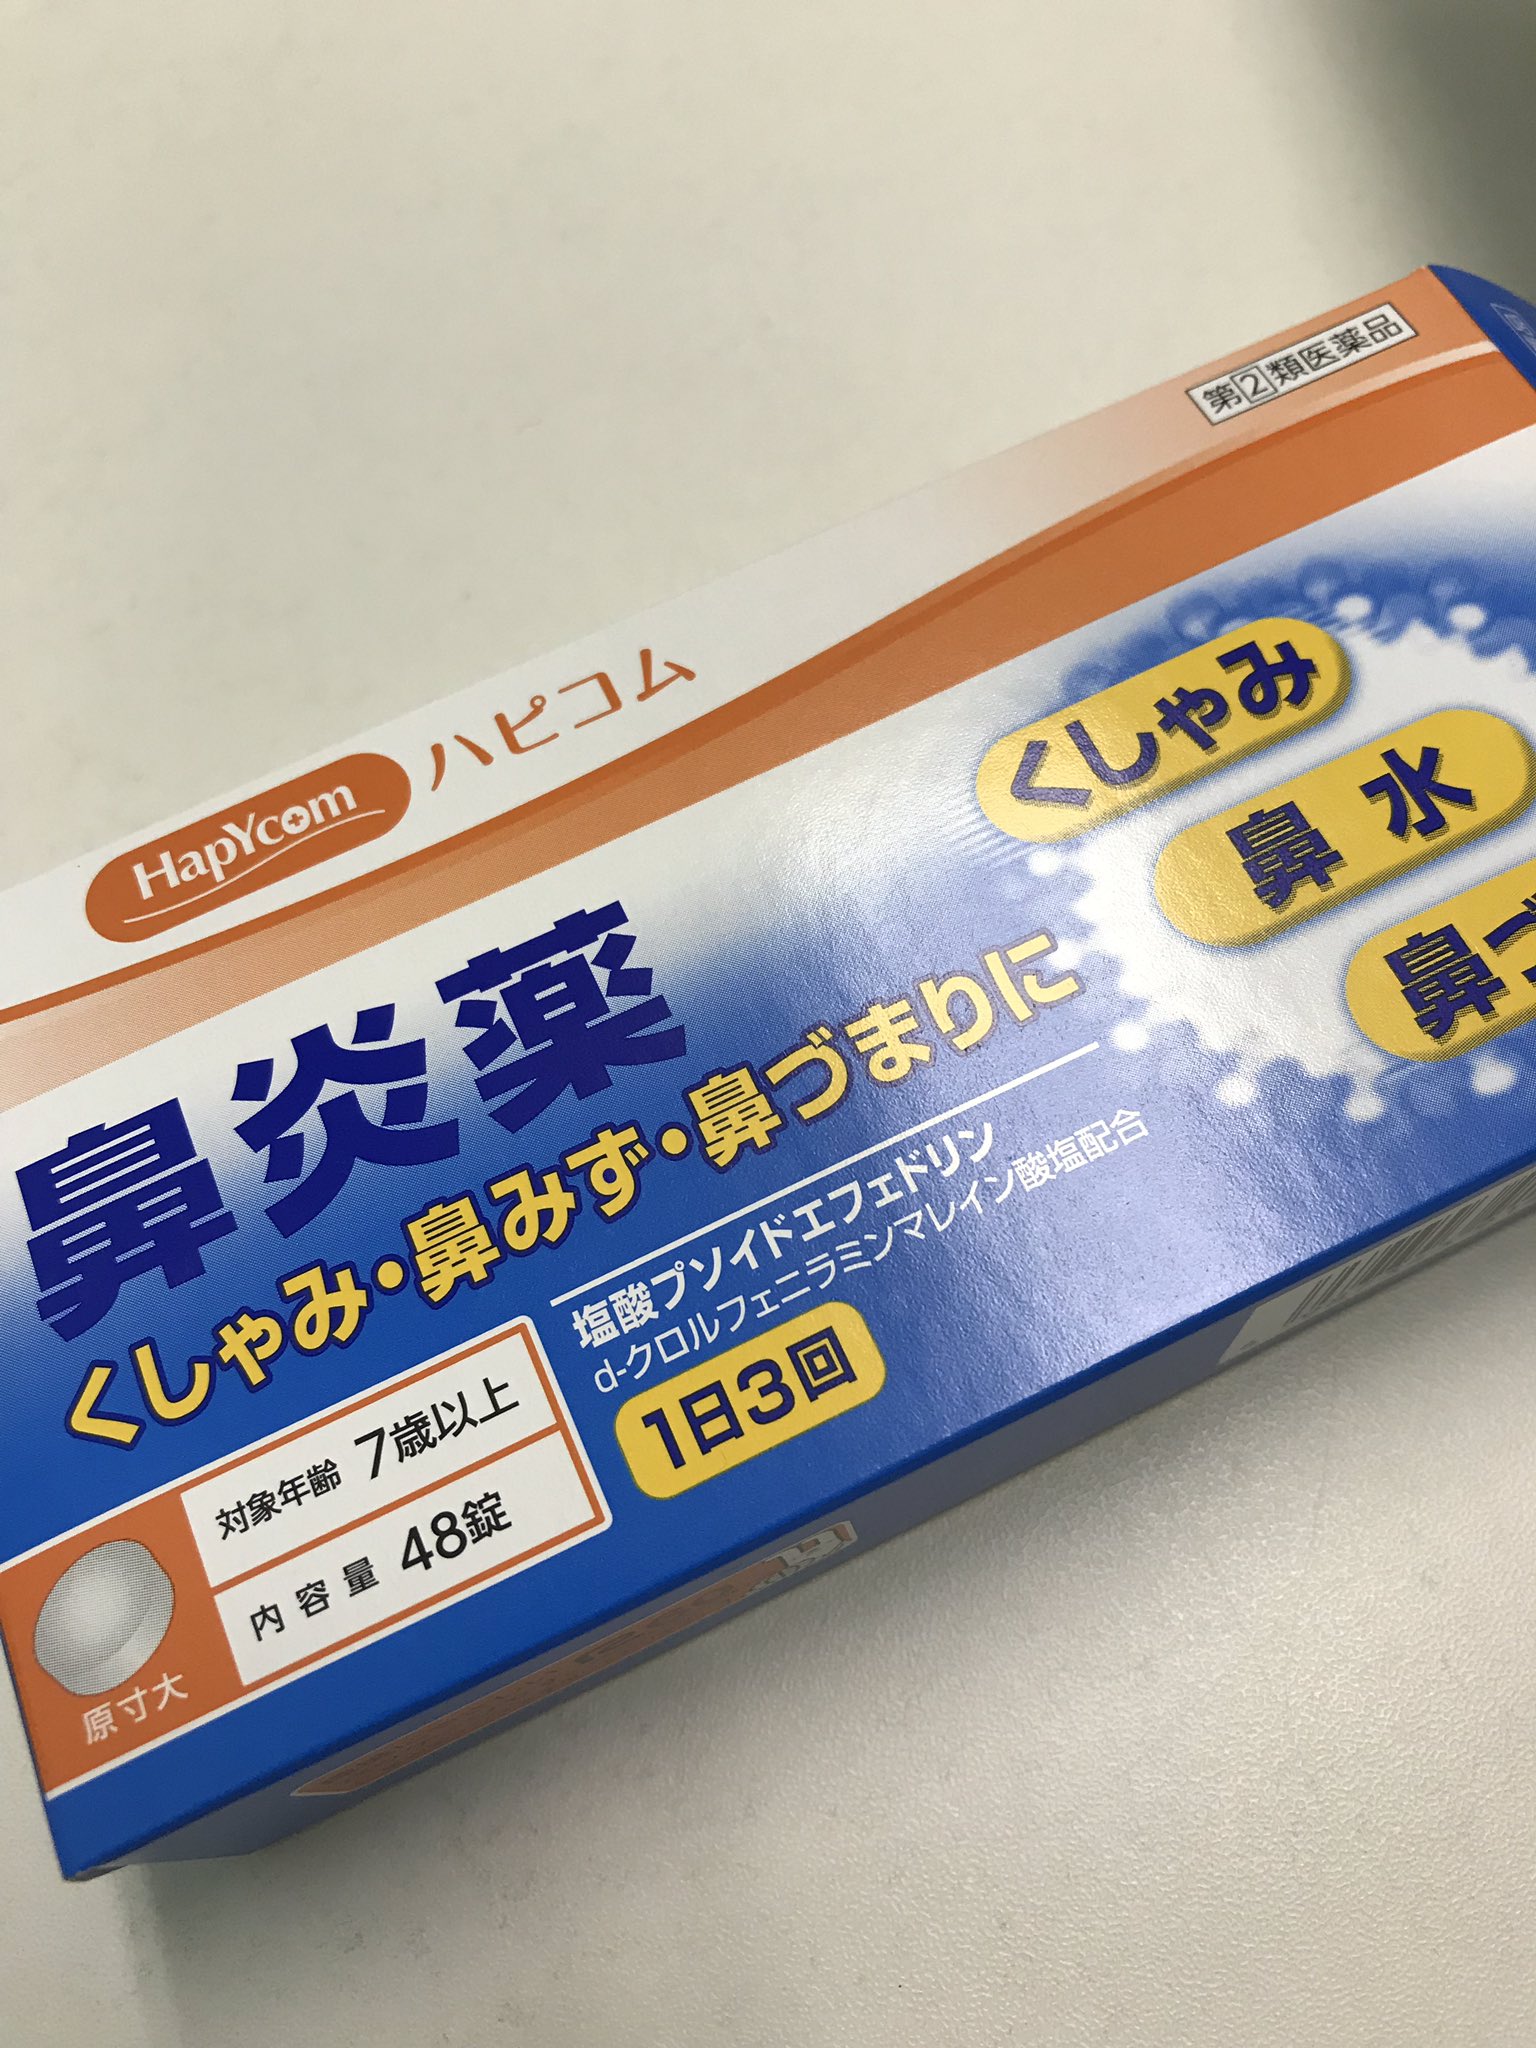 第②類医薬品
HapYcom ハピコム
くしゃみ
鼻水
鼻づ
鼻炎薬
くしゃみ・鼻みず・鼻づまりに
塩酸プソイドエフェドリン
d-クロルフェニラミンマレイン酸塩配合
1日3回
対象年齢 7歳以上
内容量 48錠
原寸大